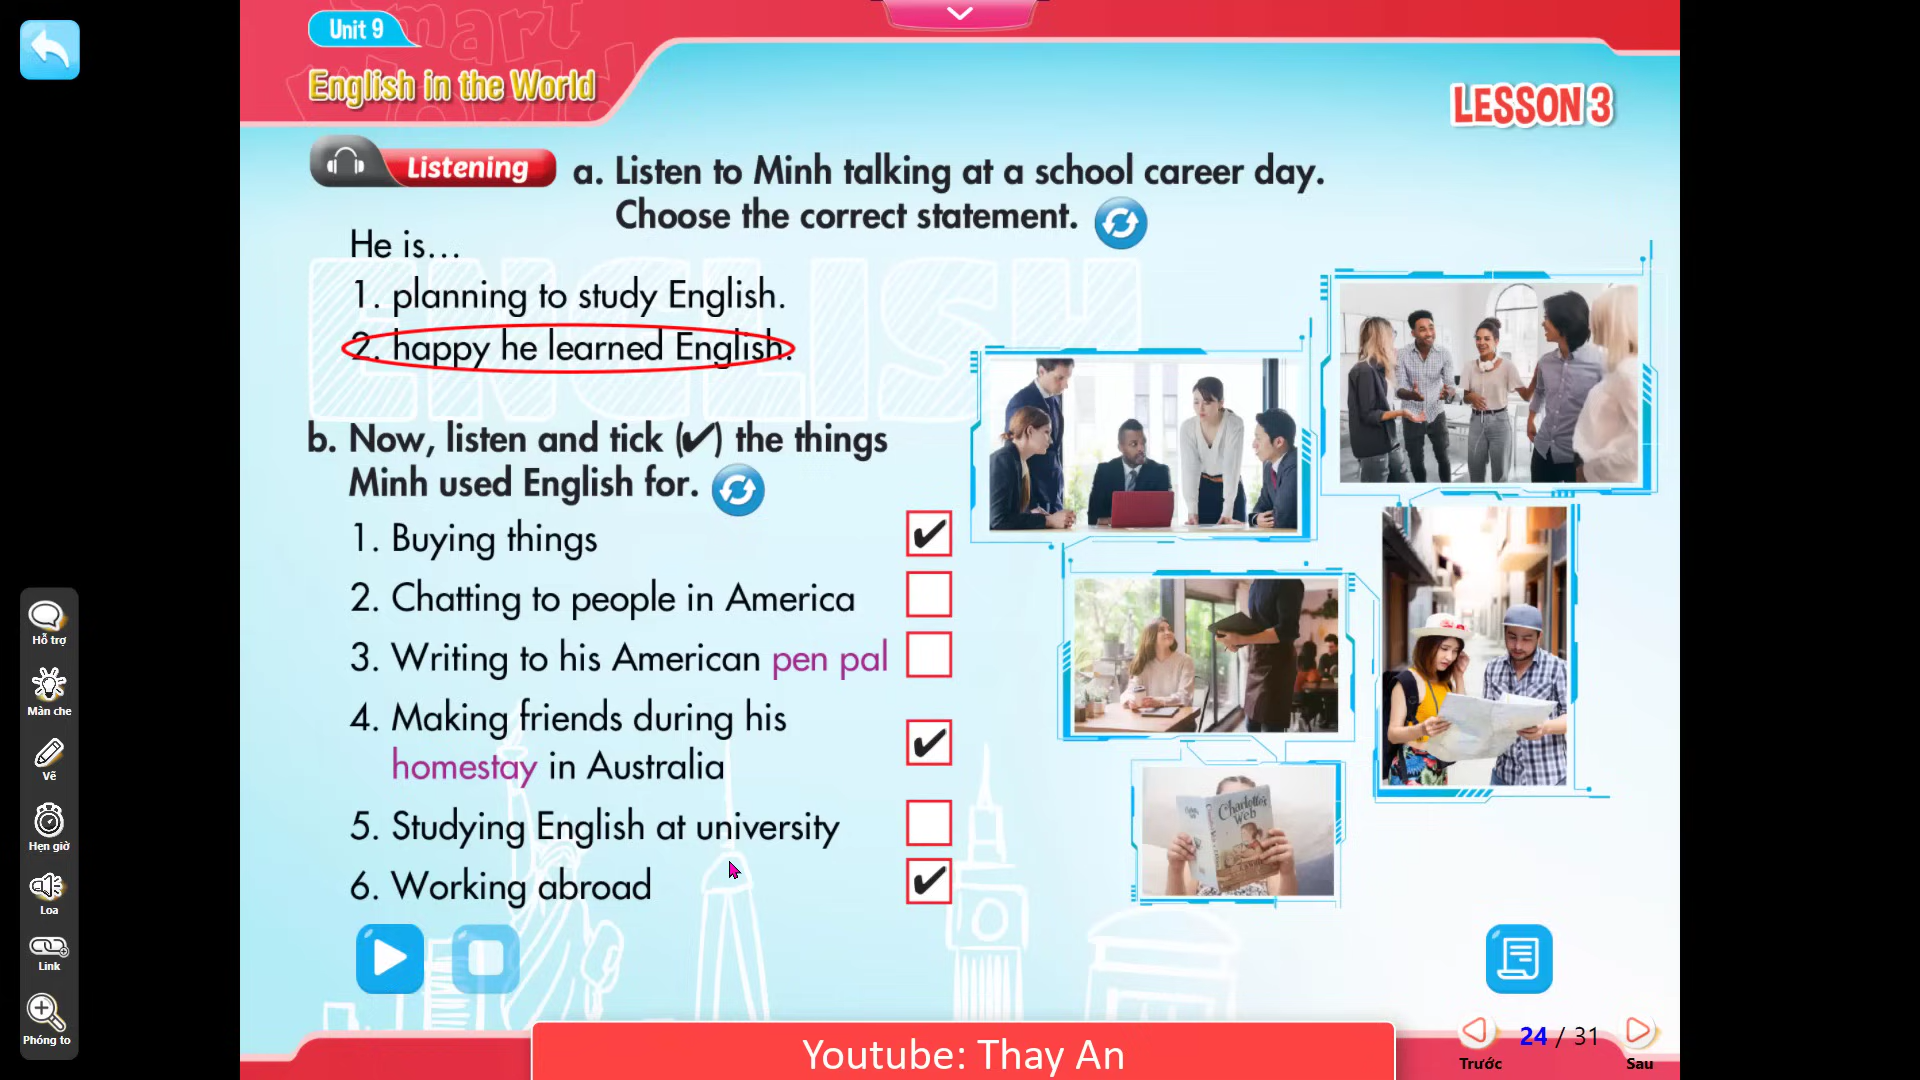 Unit 9
English in the World
LESSON 3
Listening
a. Listen to Minh talking at a school career day.
Choose the correct statement.
He is...
1. planning to study English.
2. happy he learned English.
ENGLISH
b. Now, listen and tick (✔) the things
Minh used English for.
1. Buying things ✔
2. Chatting to people in America
3. Writing to his American pen pal
4. Making friends during his
homestay in Australia ✔
5. Studying English at university
6. Working abroad ✔
Charlotte's
Web
Hỗ trợ
Màn che
Vẽ
Hẹn giờ
Loa
Link
Phóng to
Youtube: Thay An
24 / 31
Trước
Sau